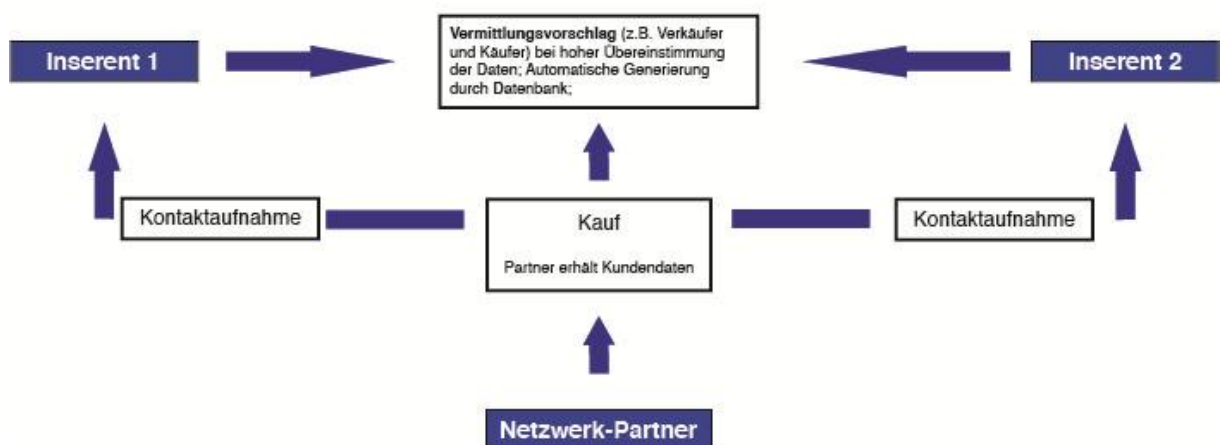 Inserent 1
Vermittlungsvorschlag (z.B. Verkäufer
und Käufer) bei hoher Übereinstimmung
der Daten; Automatische Generierung
durch Datenbank;
Inserent 2
Kontaktaufnahme
Kauf
Partner erhält Kundendaten
Kontaktaufnahme
Netzwerk-Partner